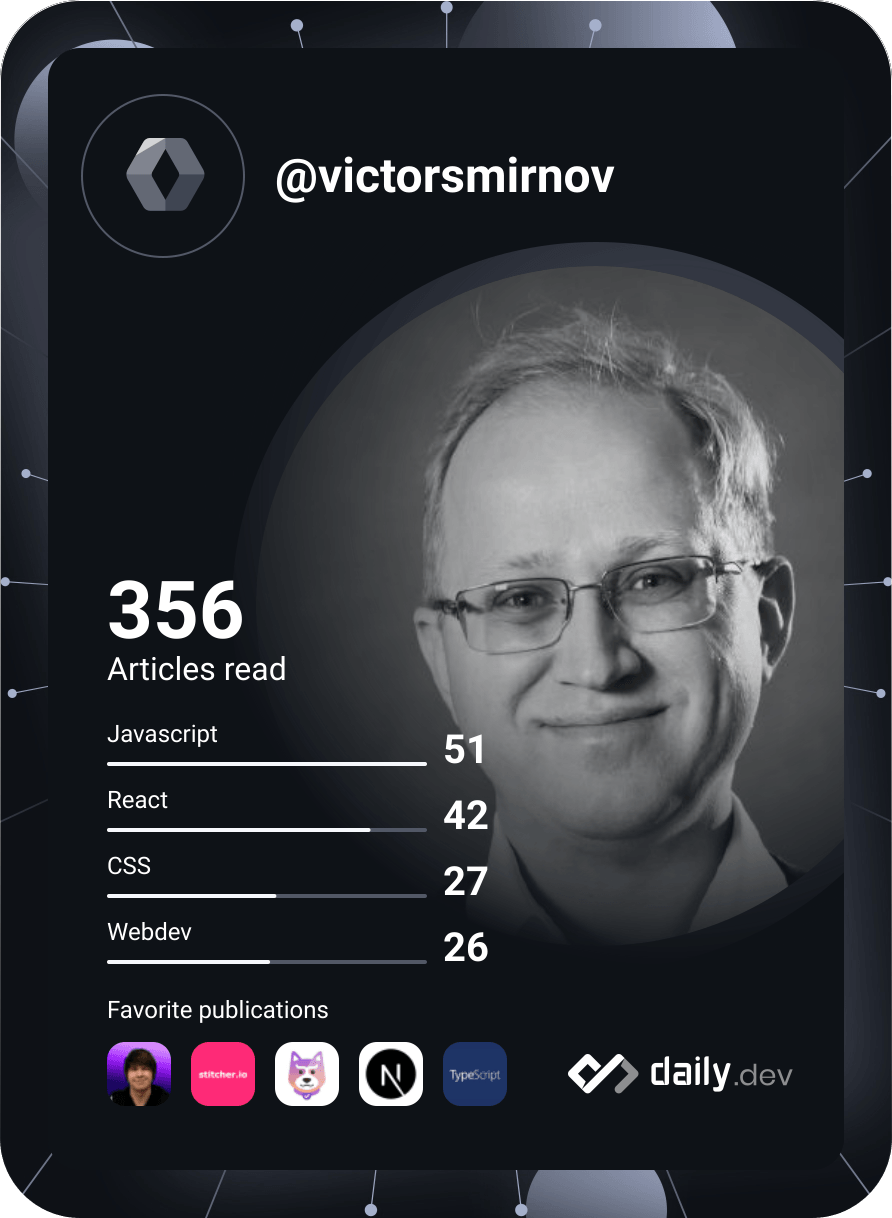 @victorsmirnov
356
Articles read
Javascript
51
React
42
CSS
27
Webdev
26
Favorite publications
stitcher.io
N
TypeScript
daily.dev